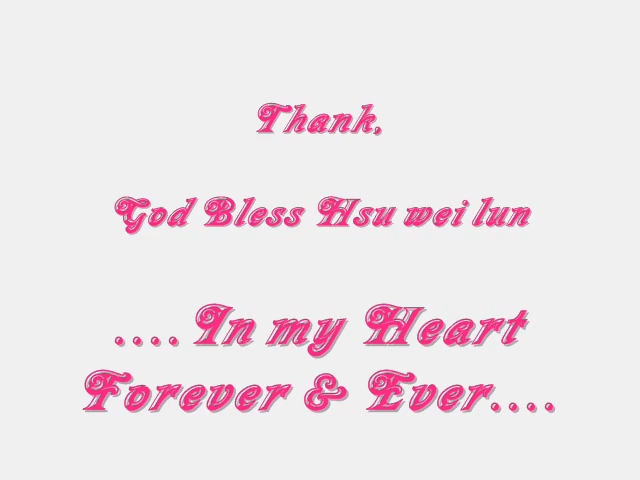 Thank,
God Bless Hsu wei lun
....In my Heart
Forever & Ever....